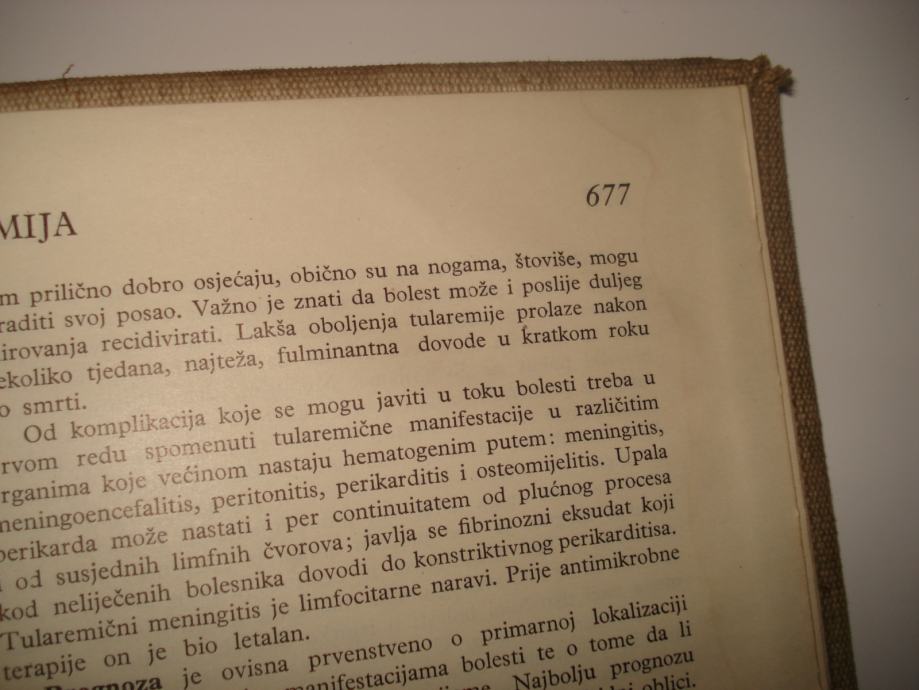 677
MIJA
m prilično dobro osjećaju, obično su na nogama, štoviše, mogu
raditi svoj posao. Važno je znati da bolest može i poslije duljeg
irovanja recidivirati. Lakša oboljenja tularemije prolaze nakon
ekoliko tjedana, najteža, fulminantna dovode u kratkom roku
o smrti.
Od komplikacija koje se mogu javiti u toku bolesti treba u
rvom redu spomenuti tularemične manifestacije u različitim
rganima koje većinom nastaju hematogenim putem: meningitis,
meningoencefalitis, peritonitis, perikarditis i osteomijelitis. Upala
perikarda može nastati i per continuitatem od plućnog procesa
i od susjednih limfnih čvorova; javlja se fibrinozni eksudat koji
kod neliječenih bolesnika dovodi do konstriktivnog perikarditisa.
Tularemični meningitis je limfocitarne naravi. Prije antimikrobne
terapije on je bio letalan.
Prognoza je ovisna prvenstveno o primarnoj lokalizaciji
manifestacijama bolesti te o tome da li
Najbolju prognozu
oblici.